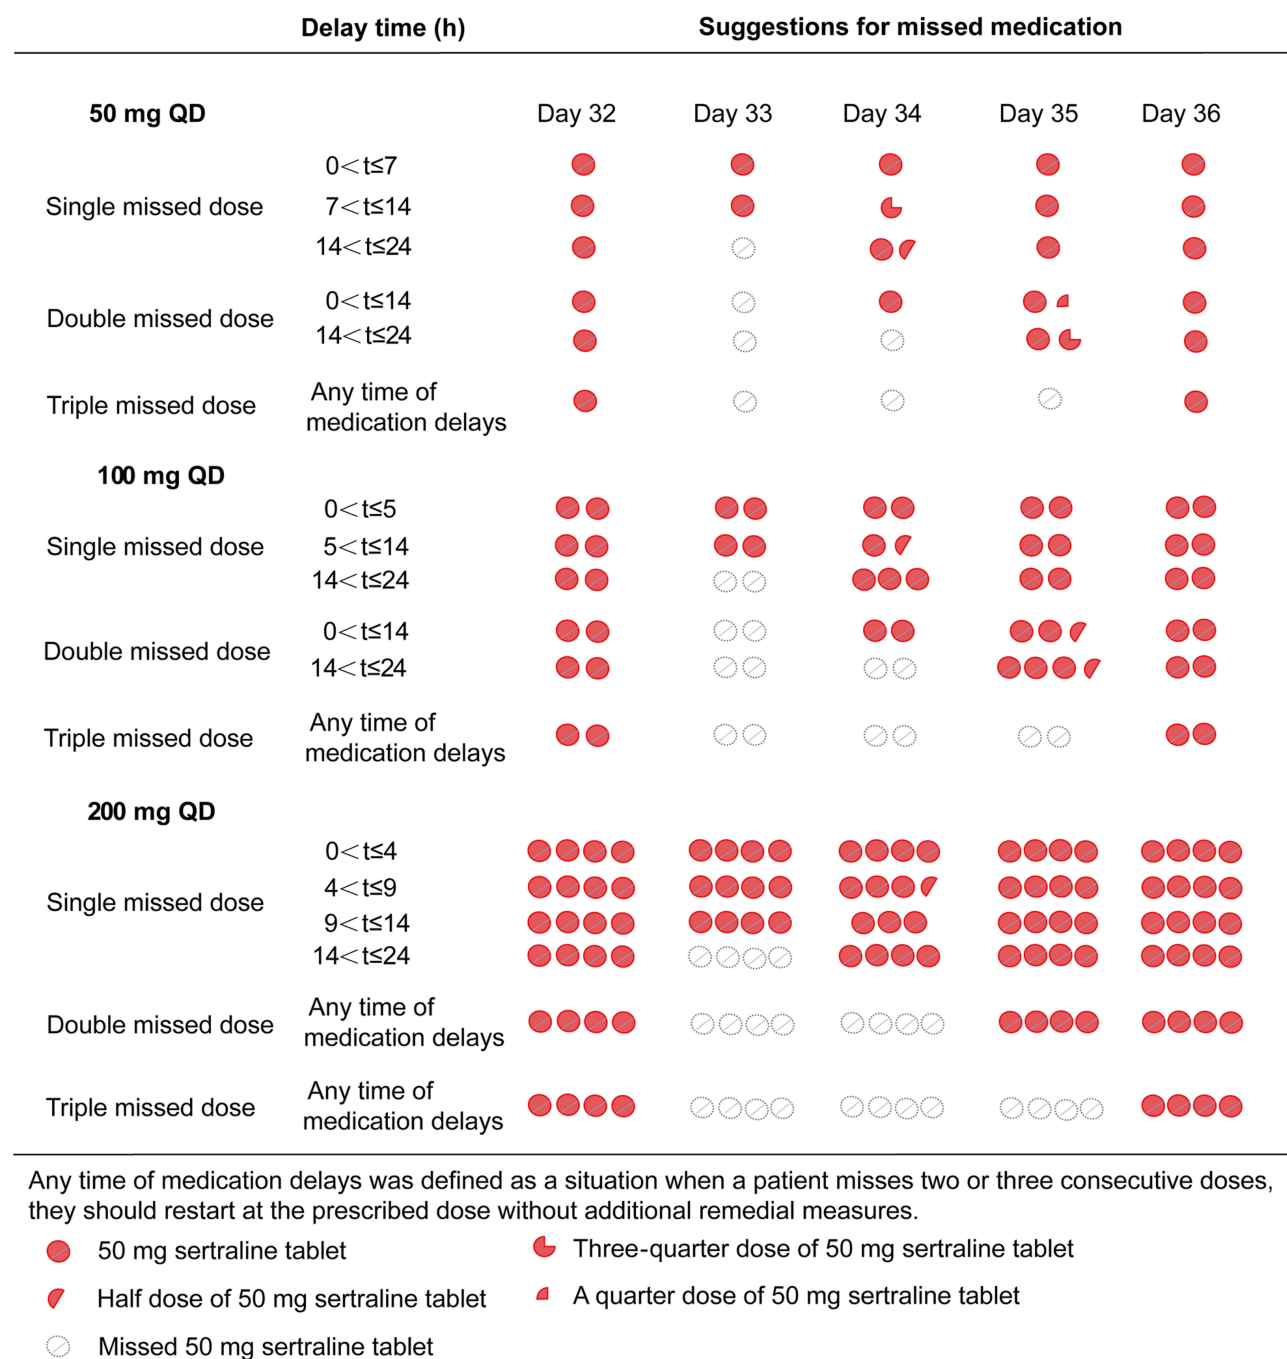 Delay time (h) Suggestions for missed medication
50 mg QD Day 32 Day 33 Day 34 Day 35 Day 36
0<t≤7
Single missed dose 7<t≤14
14<t≤24
0<t≤14
Double missed dose
14<t≤24
Any time of
Triple missed dose
medication delays
100 mg QD
0<t≤5
Single missed dose 5<t≤14
14<t≤24
0<t≤14
Double missed dose
14<t≤24
Any time of
Triple missed dose
medication delays
200 mg QD
0<t≤4
4<t≤9
Single missed dose
9<t≤14
14<t≤24
Any time of
Double missed dose
medication delays
Any time of
Triple missed dose
medication delays
Any time of medication delays was defined as a situation when a patient misses two or three consecutive doses,
they should restart at the prescribed dose without additional remedial measures.
50 mg sertraline tablet Three-quarter dose of 50 mg sertraline tablet
Half dose of 50 mg sertraline tablet A quarter dose of 50 mg sertraline tablet
Missed 50 mg sertraline tablet